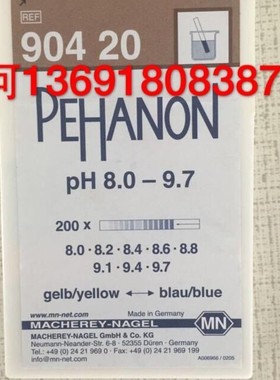 REF
904 20
可13691808387
PEHANON
pH 8.0 – 9.7
200 x
8.0 · 8.2 · 8.4 · 8.6 · 8.8
9.1 · 9.4 · 9.7
gelb/yellow ⟷ blau/blue
www.mn-net.com Made in Germany
MACHEREY-NAGEL MN
MACHEREY-NAGEL GmbH & Co. KG
Neumann-Neander-Str. 6-8 · 52355 Düren · Germany
Tel.: +49 (0) 24 21 969 0 · Fax: +49 (0) 24 21 969 199
e-mail: info@mn-net.com